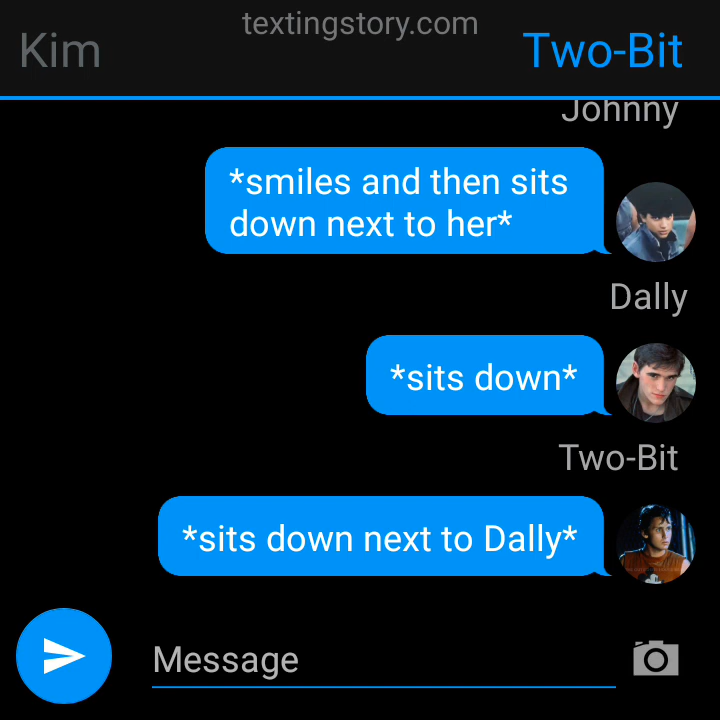 textingstory.com
Kim
Two-Bit
Johnny
*smiles and then sits
down next to her*
Dally
*sits down*
Two-Bit
*sits down next to Dally*
Message